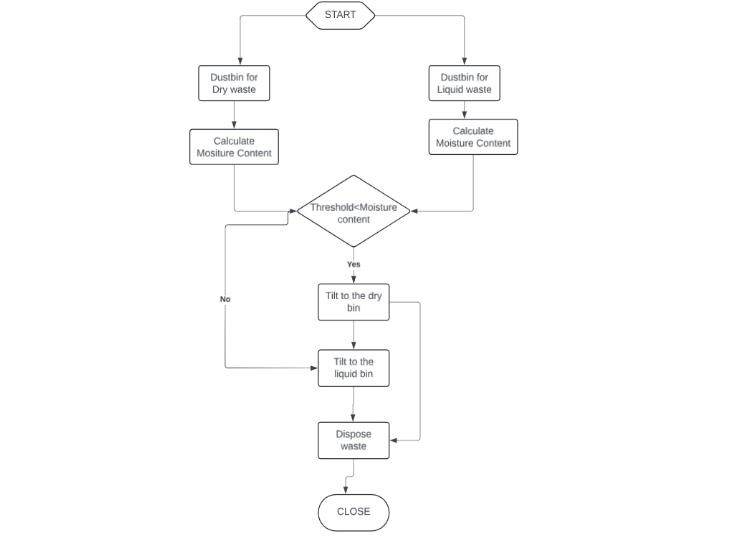 START
Dustbin for
Dry waste
Dustbin for
Liquid waste
Calculate
Mositure Content
Calculate
Moisture Content
Threshold<Moisture
content
Yes
No
Tilt to the dry
bin
Tilt to the
liquid bin
Dispose
waste
CLOSE